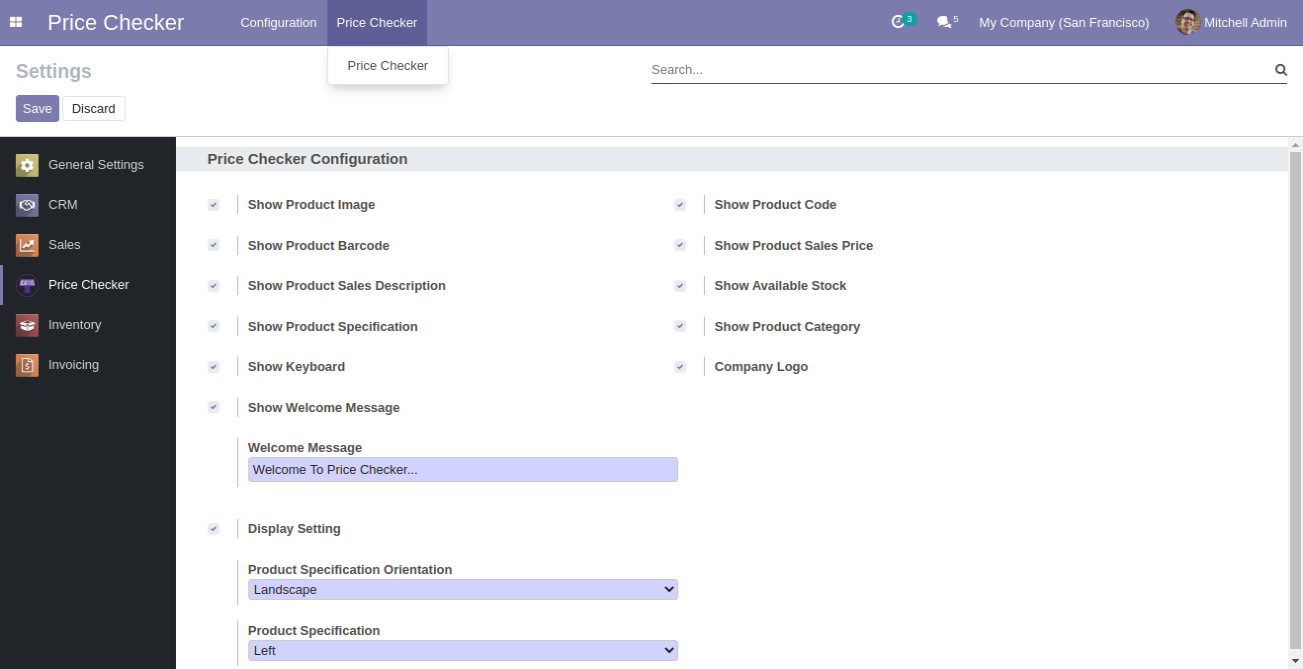 Price Checker
Configuration
Price Checker
3
5
My Company (San Francisco)
Mitchell Admin
Price Checker
Settings
Search...
Save
Discard
General Settings
CRM
Sales
Price Checker
Inventory
Invoicing
Price Checker Configuration
Show Product Image
Show Product Code
Show Product Barcode
Show Product Sales Price
Show Product Sales Description
Show Available Stock
Show Product Specification
Show Product Category
Show Keyboard
Company Logo
Show Welcome Message
Welcome Message
Welcome To Price Checker...
Display Setting
Product Specification Orientation
Landscape
Product Specification
Left